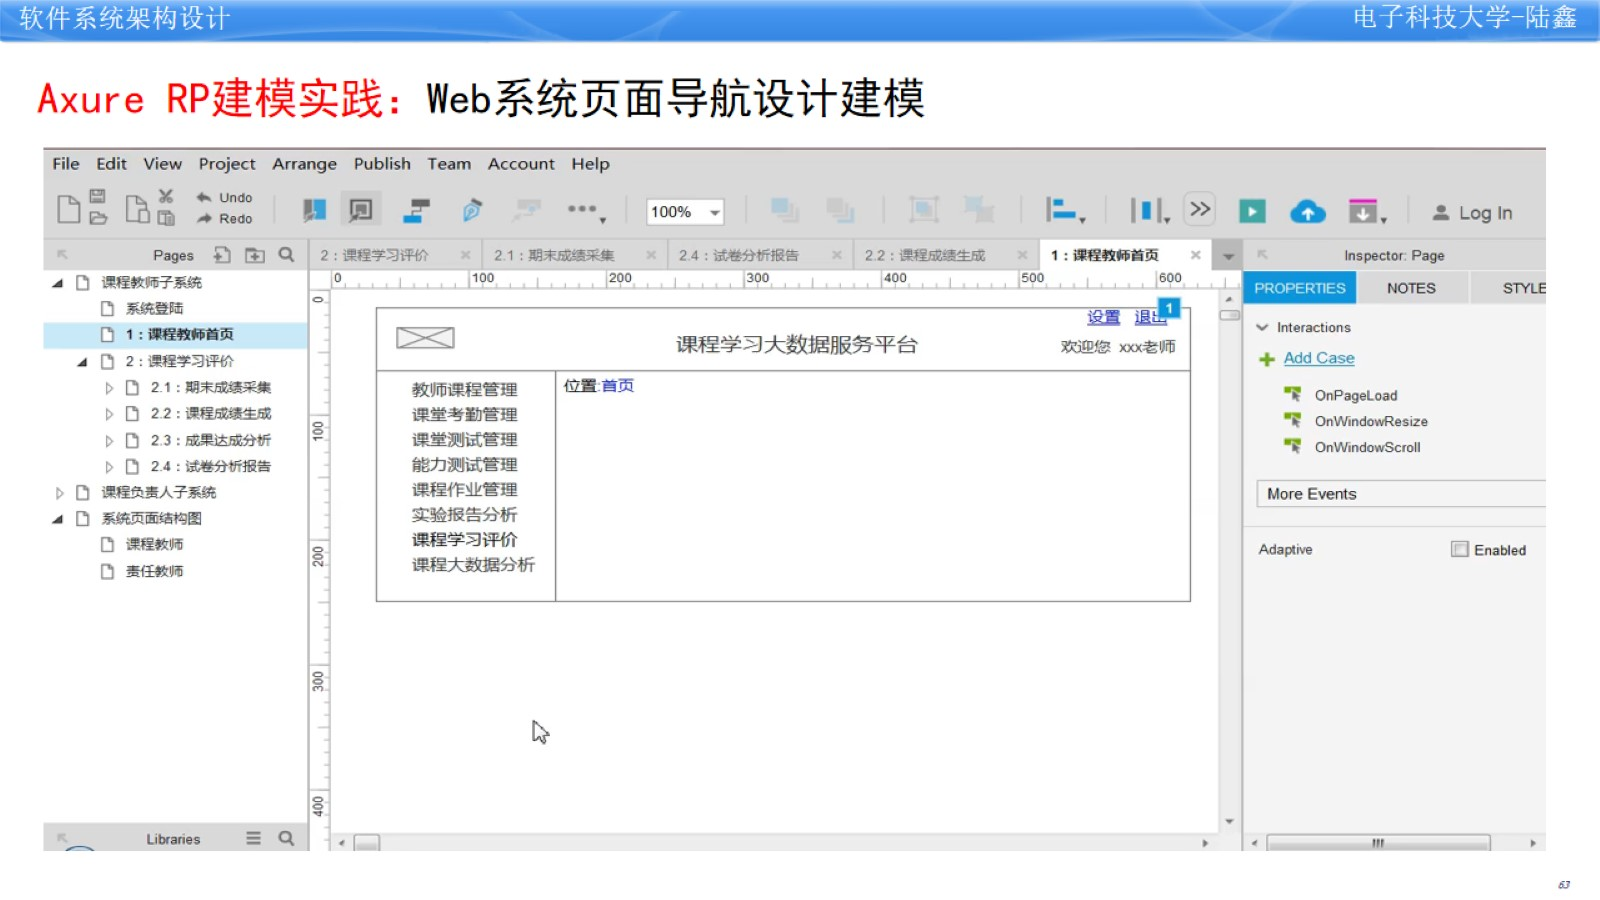 软件系统架构设计
电子科技大学-陆鑫
Axure RP建模实践：Web系统页面导航设计建模
File Edit View Project Arrange Publish Team Account Help
Undo
Redo
100%
Log In
Pages
2：课程学习评价
2.1：期末成绩采集
2.4：试卷分析报告
2.2：课程成绩生成
1：课程教师首页
Inspector: Page
0 100 200 300 400 500 600
PROPERTIES NOTES STYLE
课程教师子系统
系统登陆
1：课程教师首页
2：课程学习评价
2.1：期末成绩采集
2.2：课程成绩生成
2.3：成果达成分析
2.4：试卷分析报告
课程负责人子系统
系统页面结构图
课程教师
责任教师
Libraries
0
100
200
300
400
1
设置 退出
课程学习大数据服务平台
欢迎您 xxx老师
教师课程管理
课堂考勤管理
课堂测试管理
能力测试管理
课程作业管理
实验报告分析
课程学习评价
课程大数据分析
位置:首页
Interactions
Add Case
OnPageLoad
OnWindowResize
OnWindowScroll
More Events
Adaptive
Enabled
63